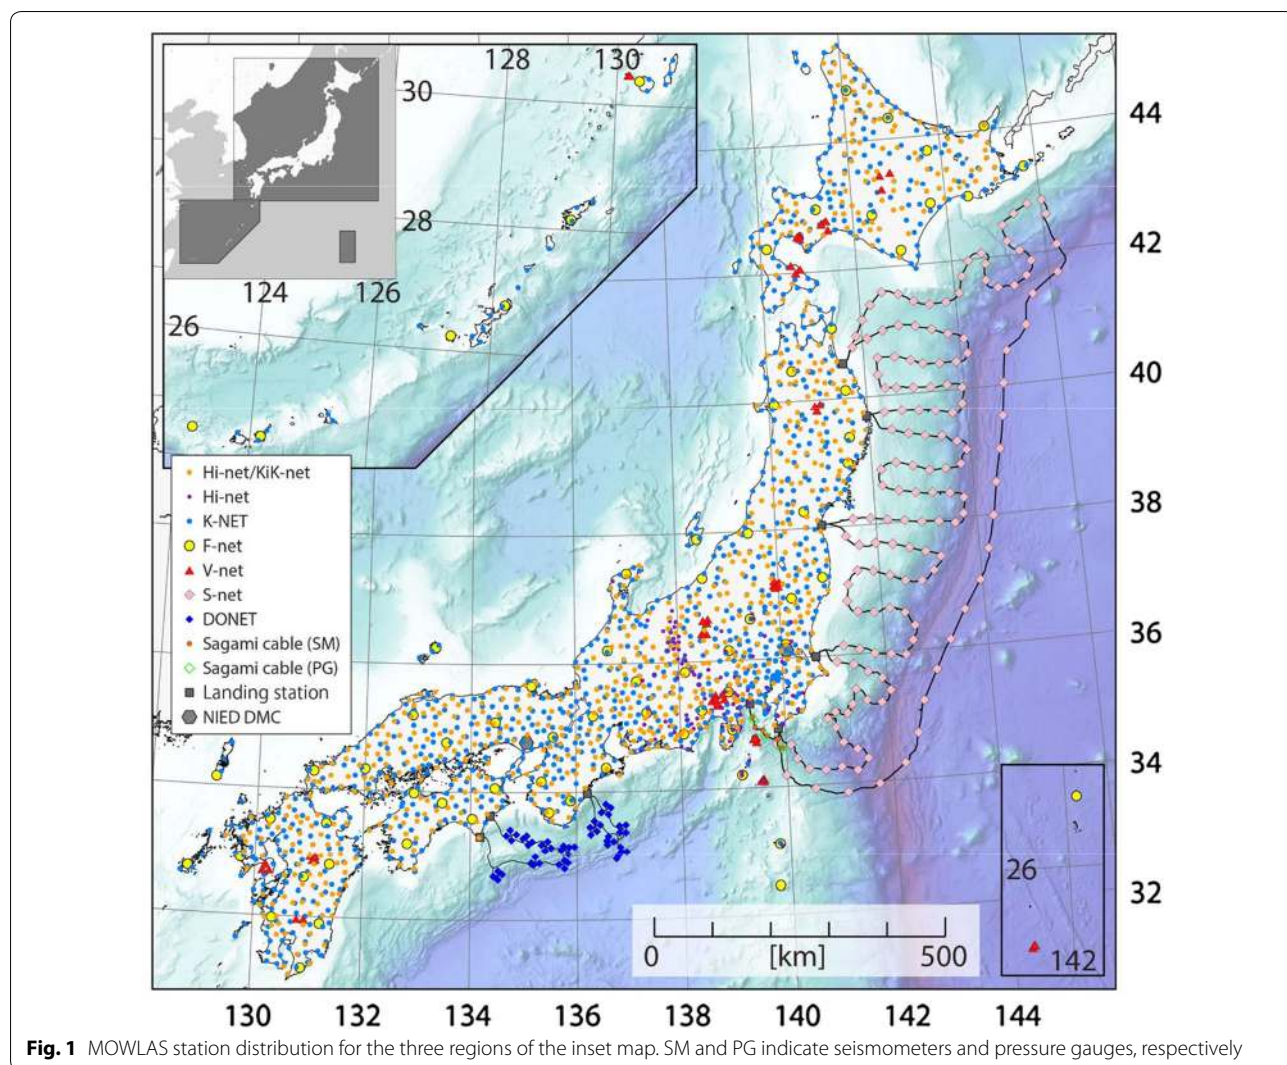 128
130
30
28
124
126
26
44
42
40
38
36
34
32
Hi-net/KiK-net
Hi-net
K-NET
F-net
V-net
S-net
DONET
Sagami cable (SM)
Sagami cable (PG)
Landing station
NIED DMC
26
142
0 [km] 500
130 132 134 136 138 140 142 144
Fig. 1 MOWLAS station distribution for the three regions of the inset map. SM and PG indicate seismometers and pressure gauges, respectively